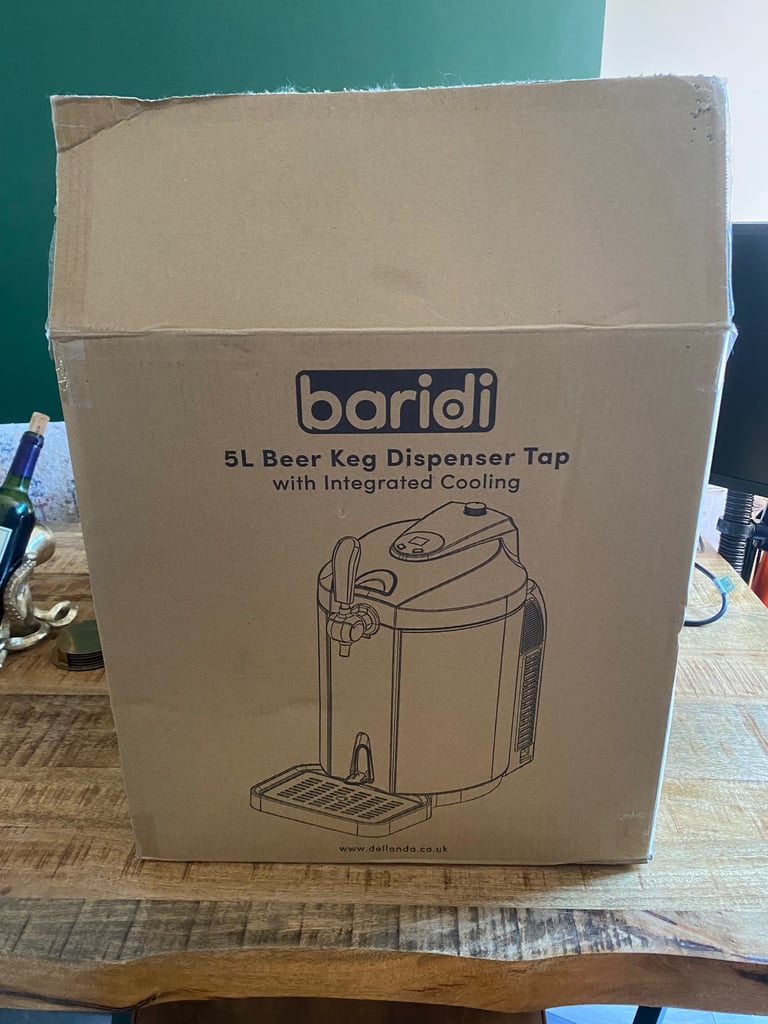 baridi
5L Beer Keg Dispenser Tap
with Integrated Cooling
www.dellonda.co.uk